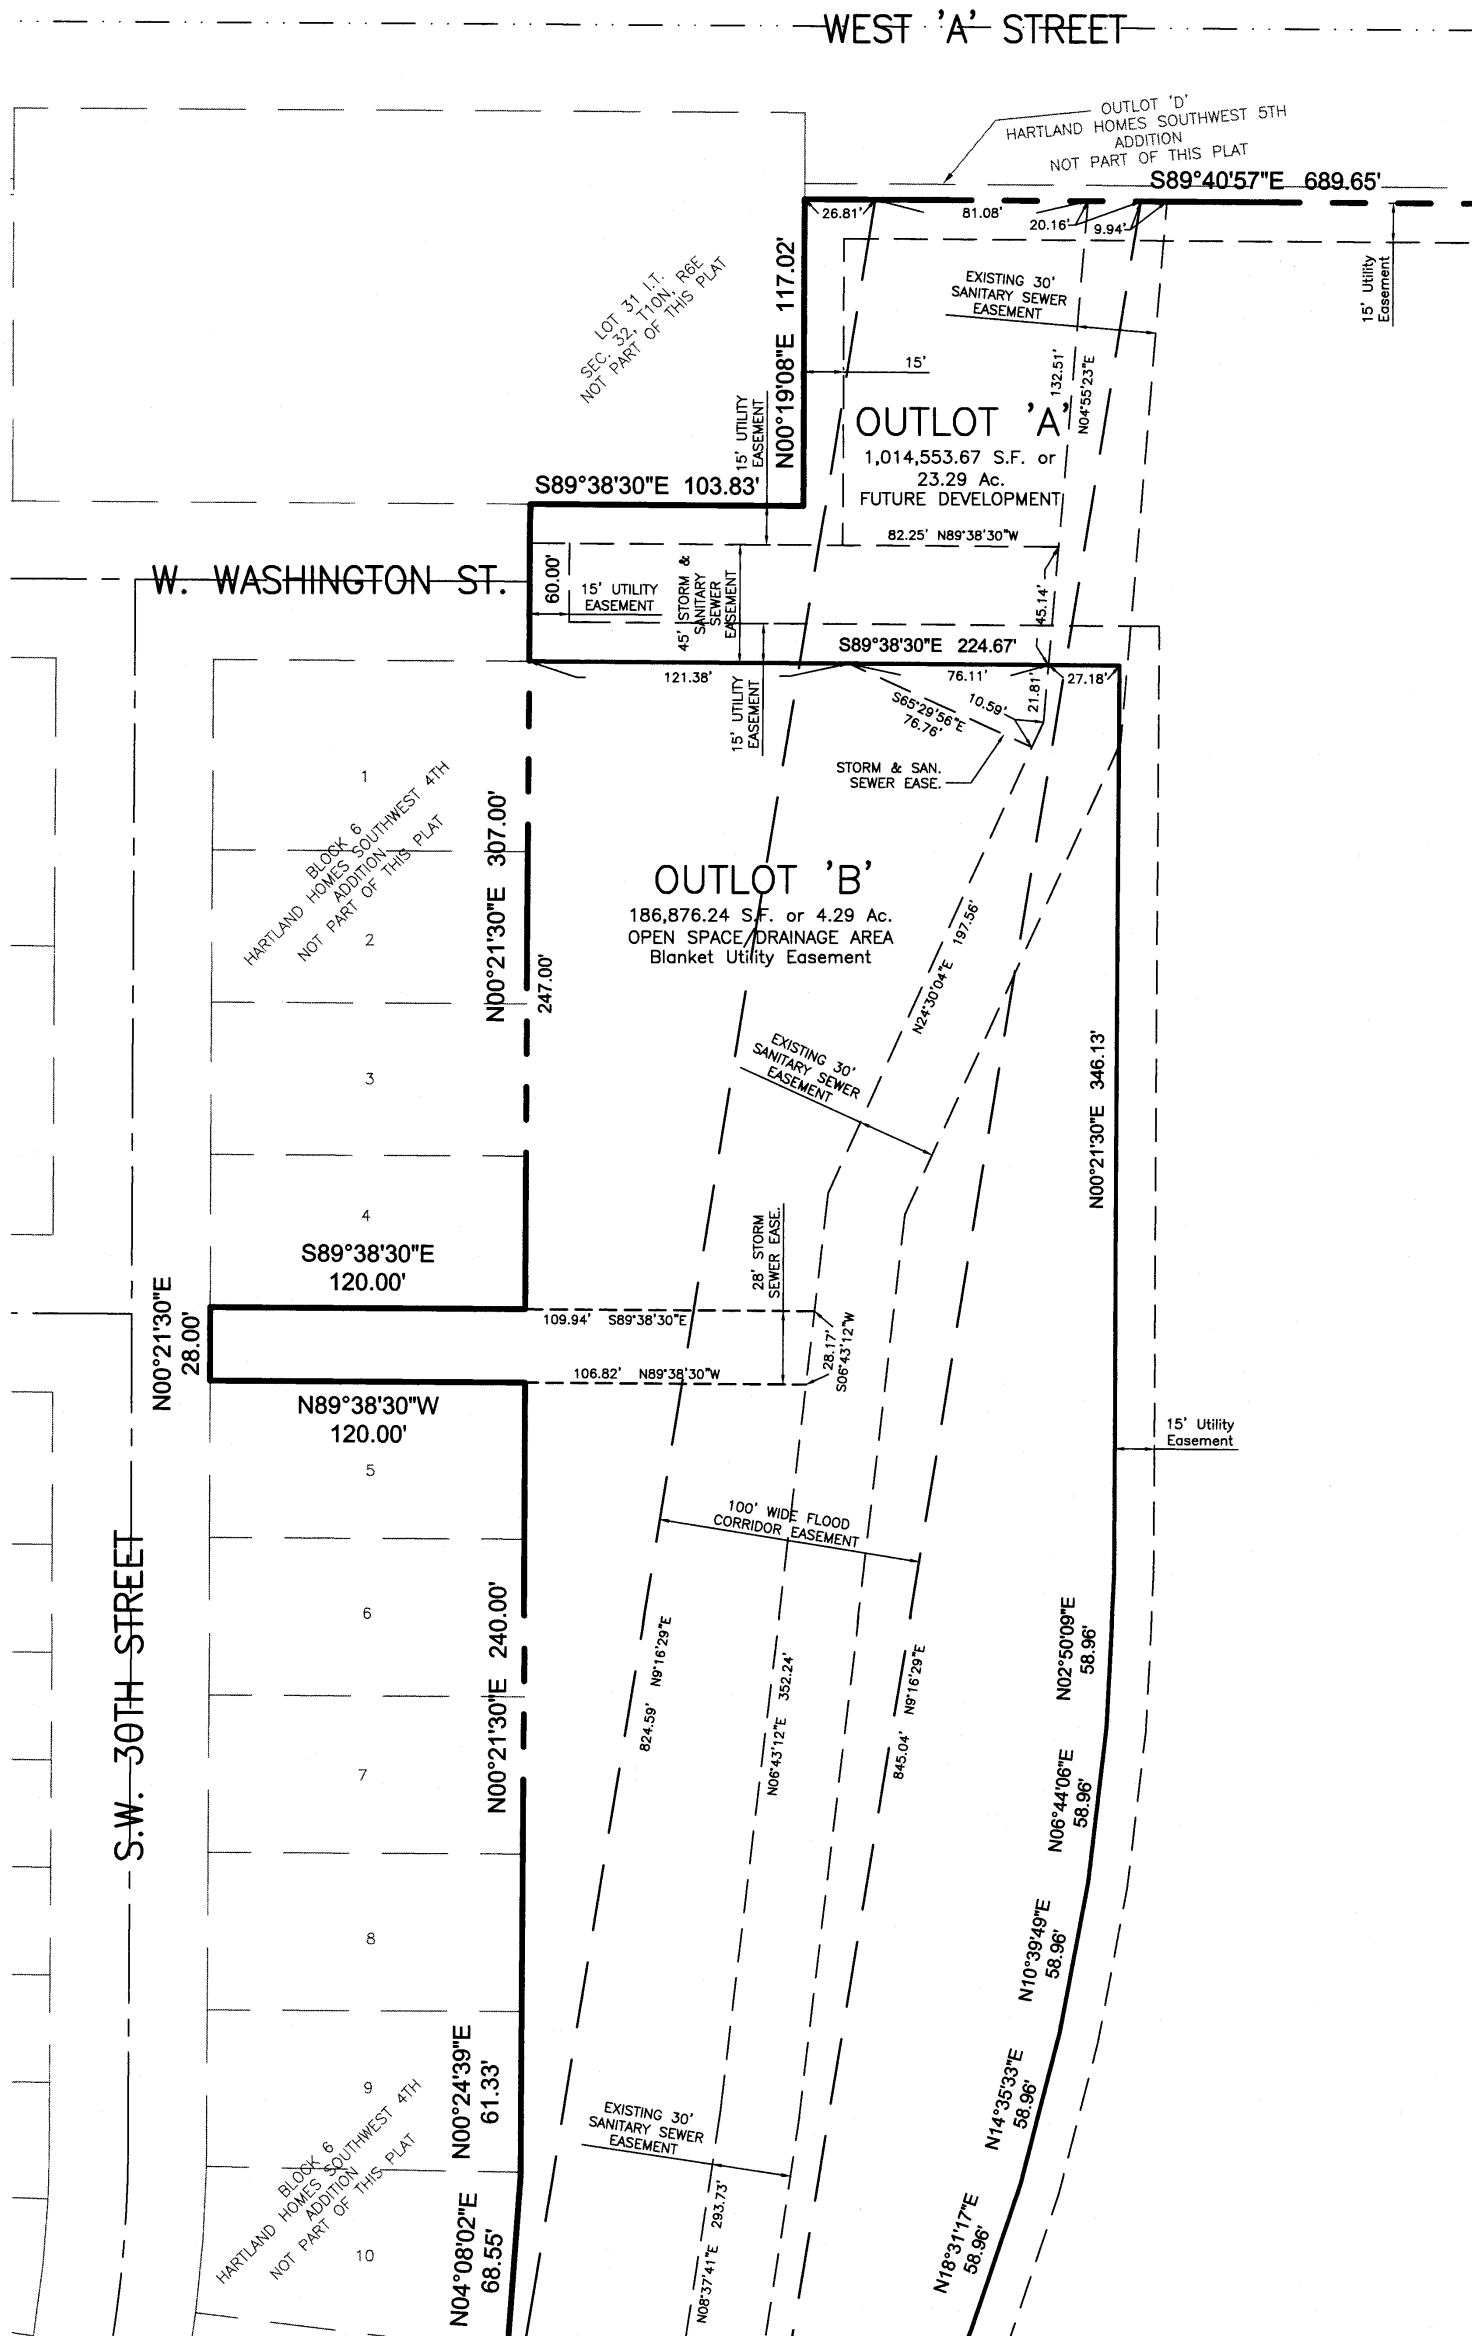 WEST 'A' STREET
OUTLOT 'D'
HARTLAND HOMES SOUTHWEST 5TH
ADDITION
NOT PART OF THIS PLAT
S89°40'57"E 689.65'
26.81'
81.08'
20.16'
9.94'
15' Utility
Easement
LOT 31 I.T.
SEC. 32, T10N, R6E
NOT PART OF THIS PLAT
N00°19'08"E 117.02'
EXISTING 30'
SANITARY SEWER
EASEMENT
15'
132.51'
N04°55'23"E
15' UTILITY
EASEMENT
OUTLOT 'A'
1,014,553.67 S.F. or
23.29 Ac.
FUTURE DEVELOPMENT
S89°38'30"E 103.83'
82.25' N89°38'30"W
W. WASHINGTON ST.
60.00'
15' UTILITY
EASEMENT
45' STORM &
SANITARY
SEWER
EASEMENT
45.14'
S89°38'30"E 224.67'
121.38'
76.11'
27.18'
15' UTILITY
EASEMENT
S65°29'56"E
76.76'
10.59'
21.81'
STORM & SAN.
SEWER EASE.
1
BLOCK 6
HARTLAND HOMES SOUTHWEST 4TH
ADDITION
NOT PART OF THIS PLAT
2
N00°21'30"E 307.00'
247.00'
OUTLOT 'B'
186,876.24 S.F. or 4.29 Ac.
OPEN SPACE/DRAINAGE AREA
Blanket Utility Easement
N24°30'04"E 197.56'
EXISTING 30'
SANITARY SEWER
EASEMENT
N00°21'30"E 346.13'
3
4
S89°38'30"E
120.00'
N00°21'30"E
28.00'
28' STORM
SEWER EASE.
109.94' S89°38'30"E
28.17'
S06°43'12"W
106.82' N89°38'30"W
N89°38'30"W
120.00'
15' Utility
Easement
5
100' WIDE FLOOD
CORRIDOR EASEMENT
S.W. 30TH STREET
6
N00°21'30"E 240.00'
824.59' N9°16'29"E
N06°43'12"E 352.24'
845.04' N9°16'29"E
N02°50'09"E
58.96'
7
N06°44'06"E
58.96'
8
N10°39'49"E
58.96'
9
N00°24'39"E
61.33'
BLOCK 6
HARTLAND HOMES SOUTHWEST 4TH
ADDITION
NOT PART OF THIS PLAT
EXISTING 30'
SANITARY SEWER
EASEMENT
N14°35'33"E
58.96'
10
N04°08'02"E
68.55'
N08°37'41"E 293.73'
N18°31'17"E
58.96'